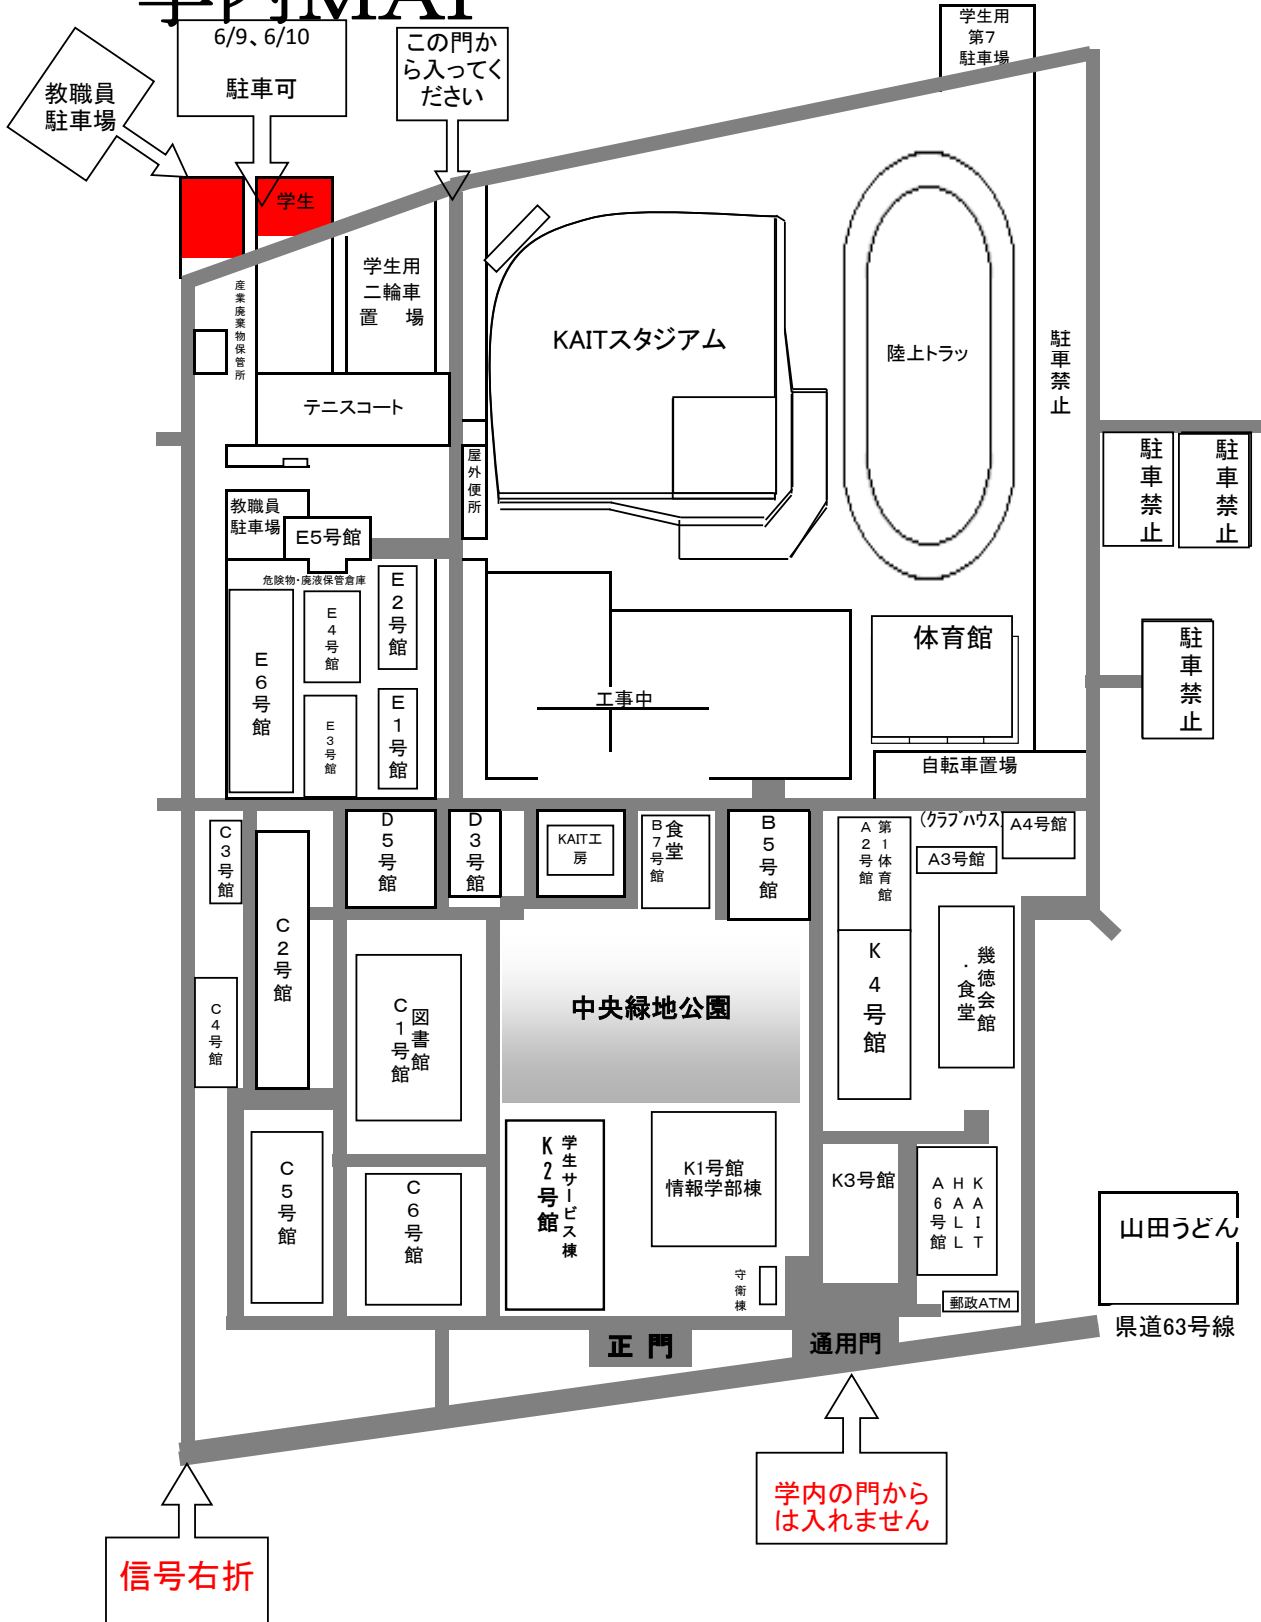 学内MAP
6/9、6/10
駐車可
この門か
ら入ってく
ださい
教職員
駐車場
学生用
第7
駐車場
学生
学生用
二輪車
置　場
産業廃棄物保管所
KAITスタジアム
陸上トラッ
駐車禁止
テニスコート
屋外便所
駐車禁止
駐車禁止
教職員
駐車場
E5号館
危険物・廃液保管倉庫
E2号館
E4号館
E6号館
E3号館
E1号館
工事中
体育館
駐車禁止
自転車置場
C3号館
D5号館
D3号館
KAIT工
房
食堂
B7号館
B5号館
第1体育館
A2号館
(クラブハウス)
A4号館
A3号館
C2号館
C4号館
図書館
C1号館
中央緑地公園
K4号館
幾徳会館
・食堂
C5号館
C6号館
学生サービス棟
K2号館
K1号館
情報学部棟
K3号館
KAIT
HALL
A6号館
守衛棟
郵政ATM
山田うどん
県道63号線
正 門
通用門
学内の門から
は入れません
信号右折